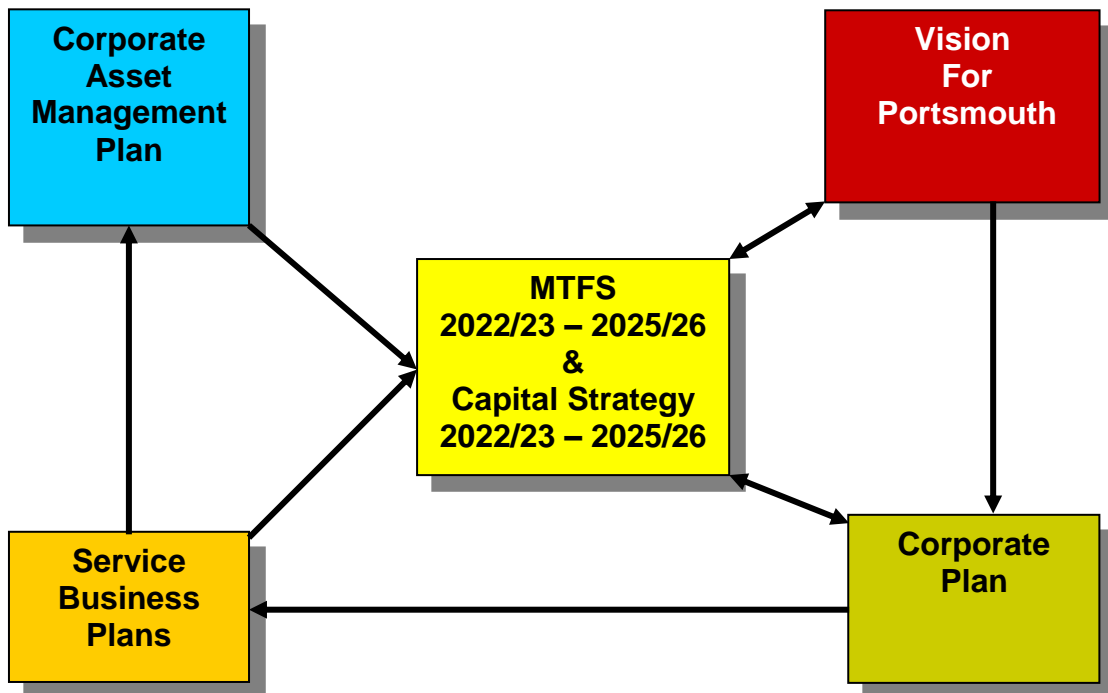 Corporate
Asset
Management
Plan
Vision
For
Portsmouth
MTFS
2022/23 – 2025/26
&
Capital Strategy
2022/23 – 2025/26
Service
Business
Plans
Corporate
Plan